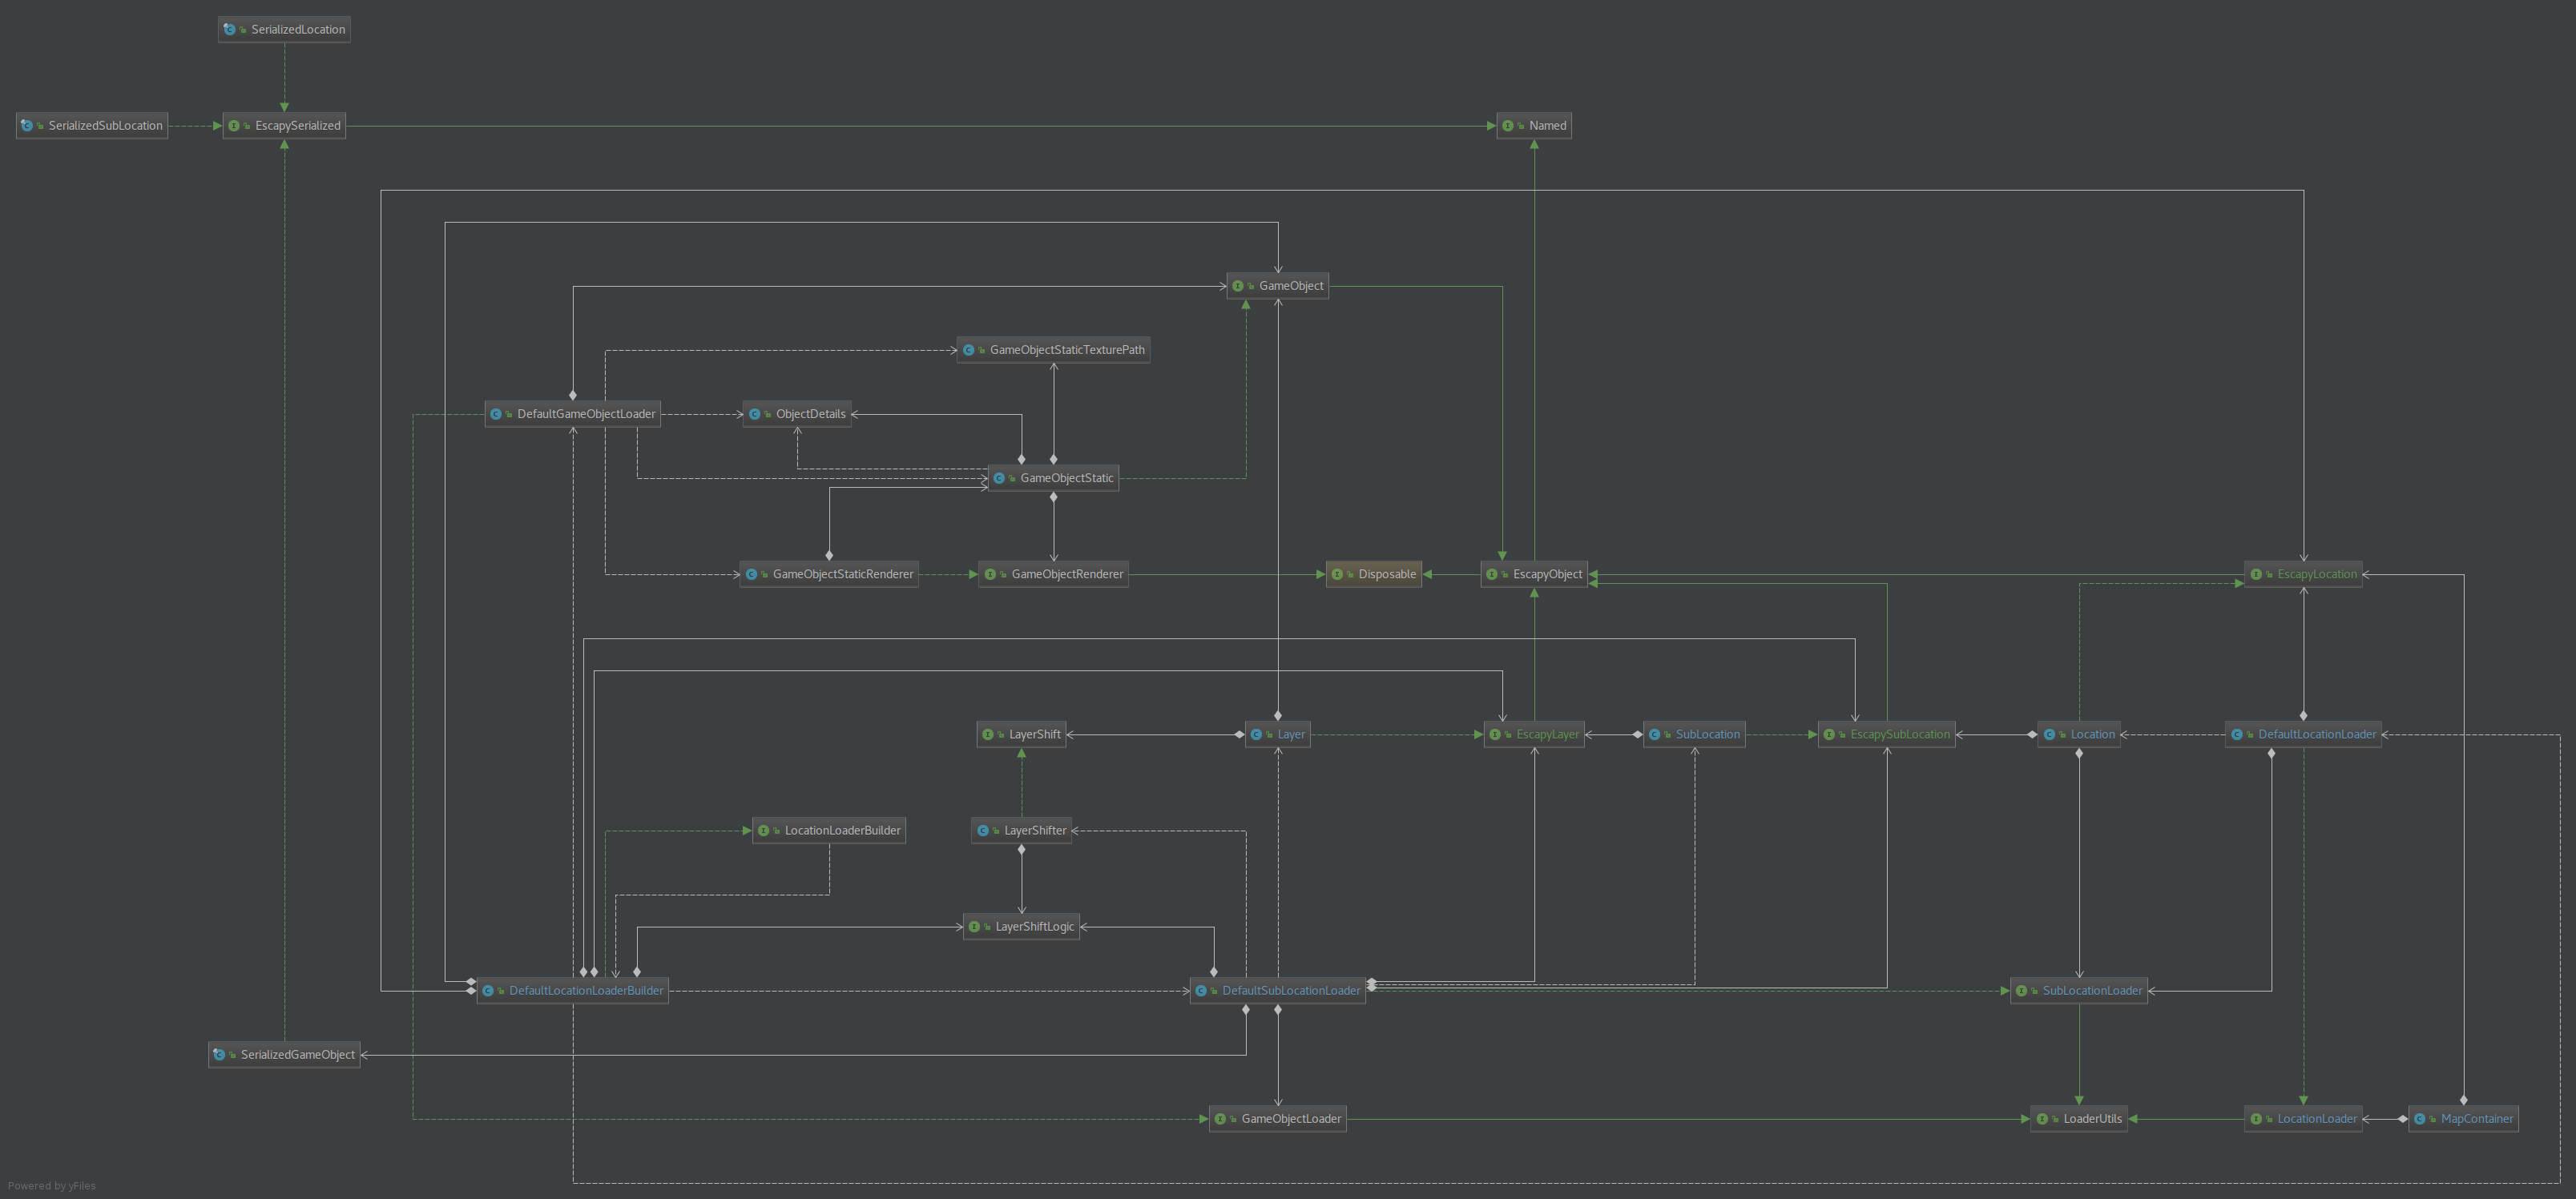 SerializedLocation
SerializedSubLocation
EscapySerialized
Named
GameObject
GameObjectStaticTexturePath
DefaultGameObjectLoader
ObjectDetails
GameObjectStatic
GameObjectStaticRenderer
GameObjectRenderer
Disposable
EscapyObject
EscapyLocation
LayerShift
Layer
EscapyLayer
SubLocation
EscapySubLocation
Location
DefaultLocationLoader
LocationLoaderBuilder
LayerShifter
LayerShiftLogic
DefaultLocationLoaderBuilder
DefaultSubLocationLoader
SubLocationLoader
SerializedGameObject
GameObjectLoader
LoaderUtils
LocationLoader
MapContainer
Powered by yFiles